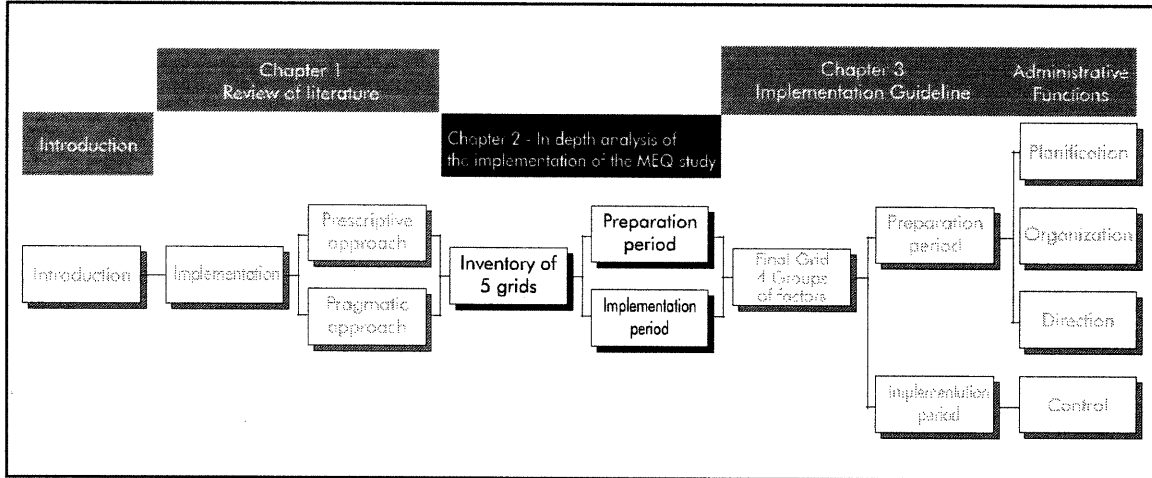 Chapter 1
Review of literature
Chapter 3
Implementation Guideline
Administrative
Functions
Introduction
Chapter 2 - In depth analysis of
the implementation of the MEQ study
Introduction
Implementation
Prescriptive
approach
Pragmatic
approach
Inventory of
5 grids
Preparation
period
Implementation
period
Final Grid
4 Groups
of factors
Preparation
period
Implementation
period
Planification
Organization
Direction
Control